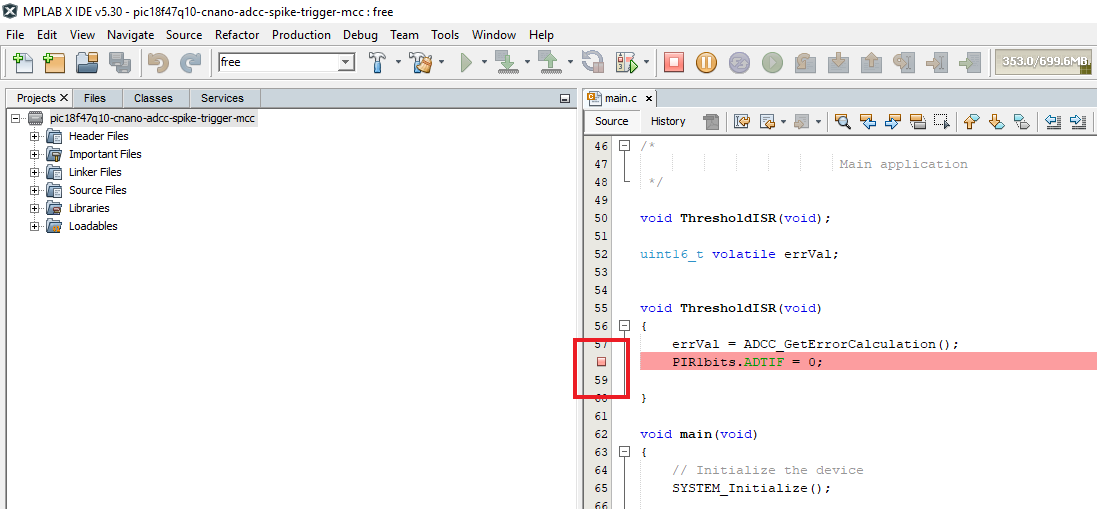 MPLAB X IDE v5.30 - pic18f47q10-cnano-adcc-spike-trigger-mcc : free
File Edit View Navigate Source Refactor Production Debug Team Tools Window Help
free
353.0/699.6MB
Projects Files Classes Services
main.c
Source History
pic18f47q10-cnano-adcc-spike-trigger-mcc
Header Files
Important Files
Linker Files
Source Files
Libraries
Loadables
46 /*
47 Main application
48 */
49
50 void ThresholdISR(void);
51
52 uint16_t volatile errVal;
53
54
55 void ThresholdISR(void)
56 {
57 errVal = ADCC_GetErrorCalculation();
PIR1bits.ADTIF = 0;
59
60 }
61
62 void main(void)
63 {
64 // Initialize the device
65 SYSTEM_Initialize();
66